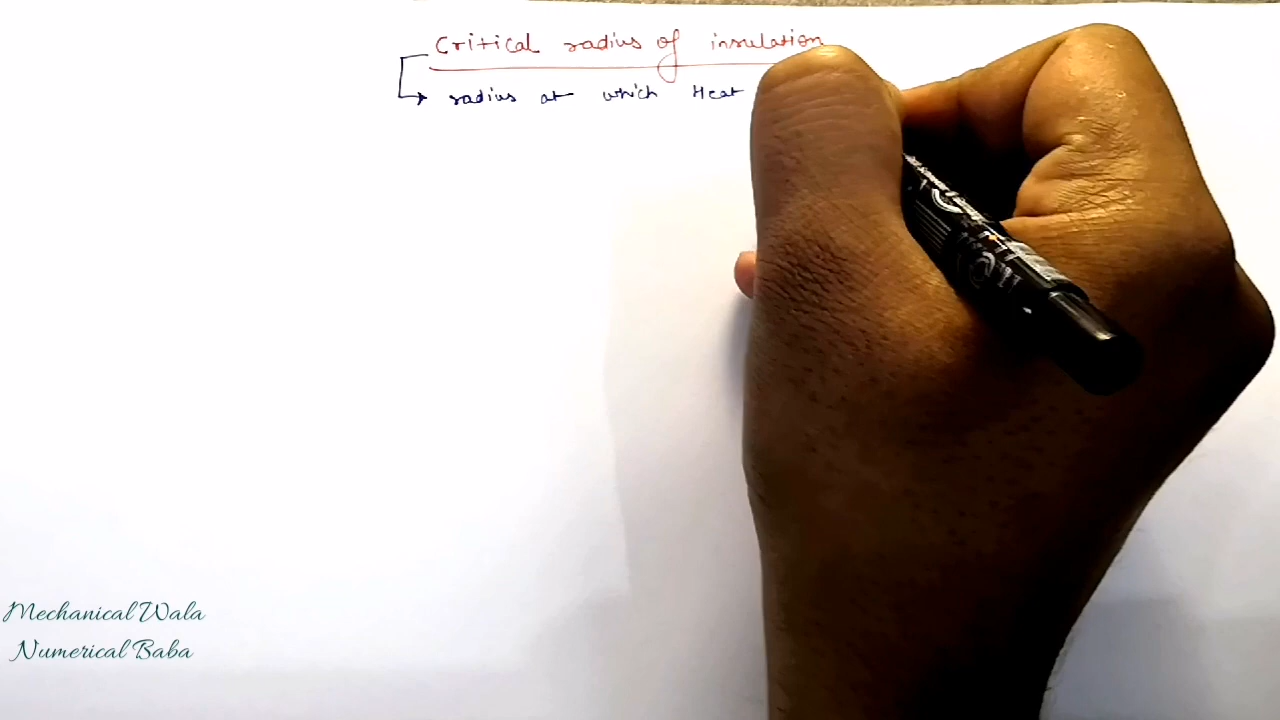 Critical radius of insulation
radius at which Heat
Mechanical Wala
Numerical Baba